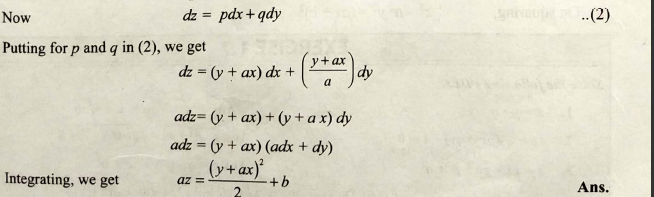 Now dz = pdx + qdy ..(2)
Putting for p and q in (2), we get
dz = (y + ax) dx + ((y + ax)/a) dy
adz= (y + ax) + (y + a x) dy
adz = (y + ax) (adx + dy)
Integrating, we get az = (y + ax)²/2 + b Ans.